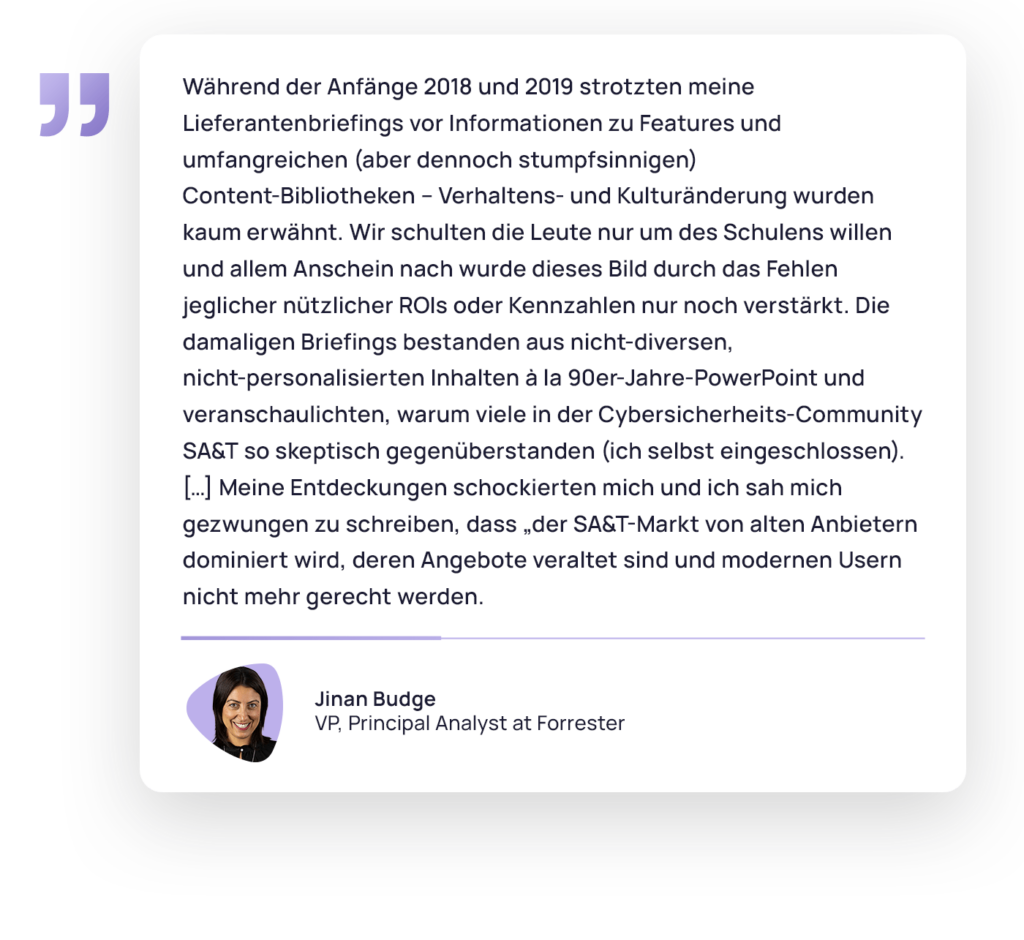 Während der Anfänge 2018 und 2019 strotzten meine
Lieferantenbriefings vor Informationen zu Features und
umfangreichen (aber dennoch stumpfsinnigen)
Content-Bibliotheken – Verhaltens- und Kulturänderung wurden
kaum erwähnt. Wir schulten die Leute nur um des Schulens willen
und allem Anschein nach wurde dieses Bild durch das Fehlen
jeglicher nützlicher ROIs oder Kennzahlen nur noch verstärkt. Die
damaligen Briefings bestanden aus nicht-diversen,
nicht-personalisierten Inhalten à la 90er-Jahre-PowerPoint und
veranschaulichten, warum viele in der Cybersicherheits-Community
SA&T so skeptisch gegenüberstanden (ich selbst eingeschlossen).
[…] Meine Entdeckungen schockierten mich und ich sah mich
gezwungen zu schreiben, dass „der SA&T-Markt von alten Anbietern
dominiert wird, deren Angebote veraltet sind und modernen Usern
nicht mehr gerecht werden.
Jinan Budge
VP, Principal Analyst at Forrester